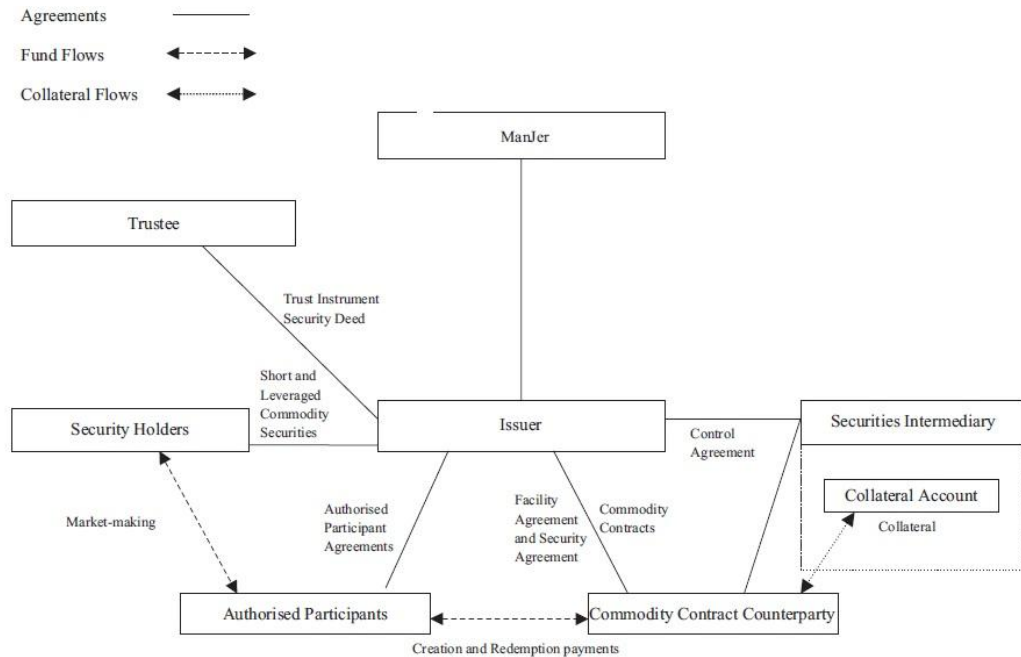 Agreements
Fund Flows
Collateral Flows
ManJer
Trustee
Trust Instrument
Security Deed
Short and
Leveraged
Commodity
Securities
Security Holders
Issuer
Control
Agreement
Securities Intermediary
Collateral Account
Collateral
Market-making
Authorised
Participant
Agreements
Facility
Agreement
and Security
Agreement
Commodity
Contracts
Authorised Participants
Commodity Contract Counterparty
Creation and Redemption payments